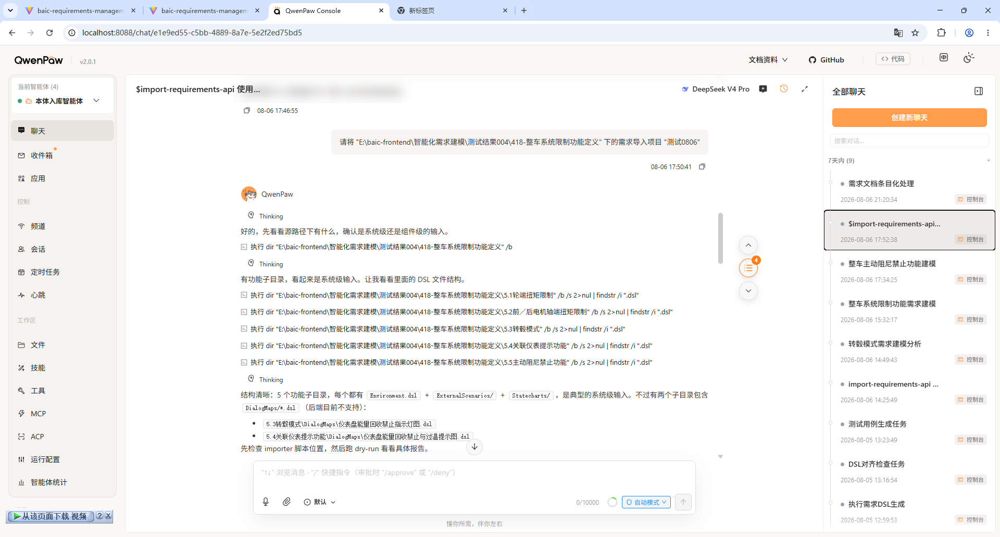 baic-requirements-managem
baic-requirements-managem
QwenPaw Console
新标签页
localhost:8088/chat/e1e9ed55-c5bb-4889-8a7e-5e2f2ed75bd5
QwenPaw
v2.0.1
文档资料
GitHub
<> 代码
中
当前智能体 (4)
本体入库智能体
聊天
收件箱
应用
控制
频道
会话
定时任务
心跳
工作区
文件
技能
工具
MCP
ACP
运行配置
智能体统计
从该页面下载 视频
?
$import-requirements-api 使用...
DeepSeek V4 Pro
08-06 17:46:55
请将 "E:\baic-frontend\智能化需求建模\测试结果004\418-整车系统限制功能定义" 下的需求导入项目 "测试0806"
08-06 17:50:41
QwenPaw
Thinking
好的，先看看源路径下有什么，确认是系统级还是组件级的输入。
执行 dir "E:\baic-frontend\智能化需求建模\测试结果004\418-整车系统限制功能定义" /b
Thinking
有功能子目录，看起来是系统级输入。让我看看里面的 DSL 文件结构。
执行 dir "E:\baic-frontend\智能化需求建模\测试结果004\418-整车系统限制功能定义\5.1轮端扭矩限制" /b /s 2>nul | findstr /i ".dsl"
执行 dir "E:\baic-frontend\智能化需求建模\测试结果004\418-整车系统限制功能定义\5.2前／后电机轴端扭矩限制" /b /s 2>nul | findstr /i ".dsl"
执行 dir "E:\baic-frontend\智能化需求建模\测试结果004\418-整车系统限制功能定义\5.3转毂模式" /b /s 2>nul | findstr /i ".dsl"
执行 dir "E:\baic-frontend\智能化需求建模\测试结果004\418-整车系统限制功能定义\5.4关联仪表提示功能" /b /s 2>nul | findstr /i ".dsl"
执行 dir "E:\baic-frontend\智能化需求建模\测试结果004\418-整车系统限制功能定义\5.5主动阻尼禁止功能" /b /s 2>nul | findstr /i ".dsl"
Thinking
结构清晰：5 个功能子目录，每个都有 Environment.dsl + ExternalScenarios/ + Statecharts/ ，是典型的系统级输入。不过有两个子目录包含
DialogMaps/*.dsl （后端目前不支持）：
• 5.3转毂模式\DialogMaps\仪表盘能量回收禁止指示灯图.dsl
• 5.4关联仪表提示功能\DialogMaps\仪表盘能量回收禁止与过温提示图.dsl
先检查 importer 脚本位置，然后跑 dry-run 看看具体报告。
4
"↑↓" 浏览消息 · "/" 快捷指令（审批时 "/approve" 或 "/deny"）
默认
0/10000
自动模式
懂你所需，伴你左右
全部聊天
创建新聊天
搜索对话...
7天内 (9)
需求文档条目化处理
2026-08-06 21:20:34
控制台
$import-requirements-api...
2026-08-06 17:52:38
控制台
整车主动阻尼禁止功能建模
2026-08-06 17:34:25
控制台
整车系统限制功能需求建模
2026-08-06 15:32:17
控制台
转毂模式需求建模分析
2026-08-06 14:49:43
控制台
import-requirements-api ...
2026-08-06 14:25:49
控制台
测试用例生成任务
2026-08-05 13:23:49
控制台
DSL对齐检查任务
2026-08-05 13:16:54
控制台
执行需求DSL生成
2026-08-05 12:59:53
控制台